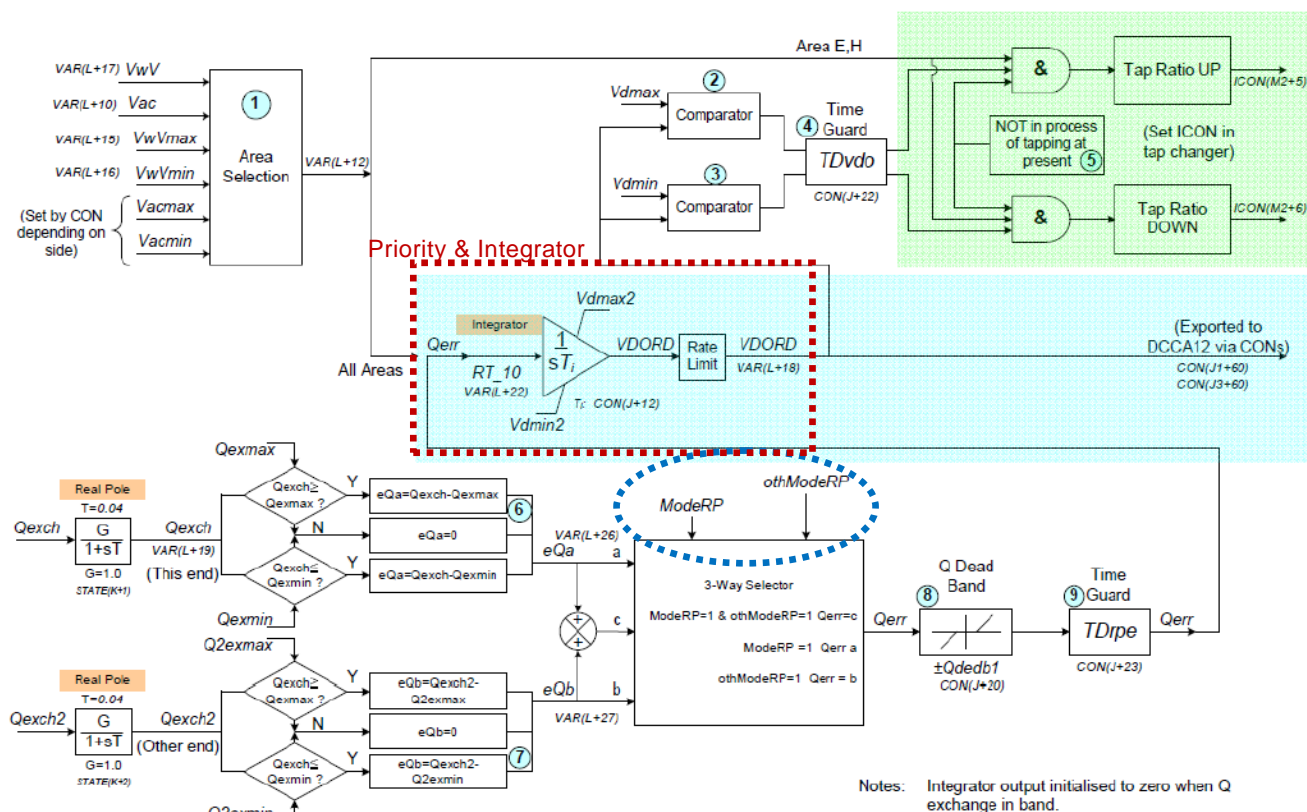 VAR(L+17) VwV
VAR(L+10) Vac
VAR(L+15) VwVmax
VAR(L+16) VwVmin
(Set by CON
depending on
side)
Vacmax
Vacmin
1
Area
Selection
VAR(L+12)
Area E,H
Vdmax
2
Comparator
Vdmin
3
Comparator
Time
Guard
4
TDvdo
CON(J+22)
&
Tap Ratio UP
ICON(M2+5)
NOT in process
of tapping at
present
5
(Set ICON in
tap changer)
&
Tap Ratio
DOWN
ICON(M2+6)
Priority & Integrator
All Areas
Qerr
Integrator
RT_10
VAR(L+22)
1
sTi
Vdmax2
Vdmin2
Ti: CON(J+12)
VDORD
Rate
Limit
VDORD
VAR(L+18)
(Exported to
DCCA12 via CONs)
CON(J1+60)
CON(J3+60)
Qexmax
Real Pole
T=0.04
Qexch
G
1+sT
G=1.0
STATE(K+1)
Qexch
VAR(L+19)
(This end)
Qexch≥
Qexmax ?
Y
N
Qexch≤
Qexmin ?
Y
Qexmin
eQa=Qexch-Qexmax
6
eQa=0
eQa=Qexch-Qexmin
VAR(L+26)
eQa
a
+
+
c
eQb
b
VAR(L+27)
ModeRP
othModeRP
3-Way Selector
ModeRP=1 & othModeRP=1 Qerr=c
ModeRP =1 Qerr a
othModeRP=1 Qerr = b
Qerr
Q Dead
Band
8
±Qdedb1
CON(J+20)
Time
Guard
9
TDrpe
CON(J+23)
Qerr
Q2exmax
Real Pole
T=0.04
Qexch2
G
1+sT
G=1.0
STATE(K+2)
Qexch2
(Other end)
Qexch≥
Qexmax ?
Y
N
Qexch≤
Qexmin ?
Y
Q2exmin
eQb=Qexch2-
Q2exmax
eQb=0
eQb=Qexch2-
Q2exmin
7
Notes: Integrator output initialised to zero when Q
exchange in band.